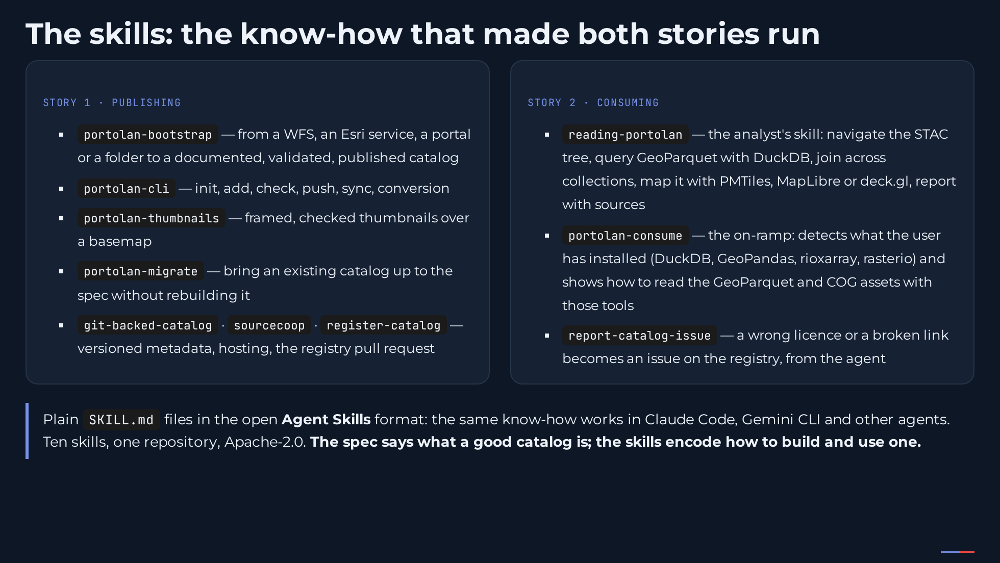 The skills: the know-how that made both stories run
STORY 1 · PUBLISHING
▪ portolan-bootstrap — from a WFS, an Esri service, a portal
or a folder to a documented, validated, published catalog
▪ portolan-cli — init, add, check, push, sync, conversion
▪ portolan-thumbnails — framed, checked thumbnails over
a basemap
▪ portolan-migrate — bring an existing catalog up to the
spec without rebuilding it
▪ git-backed-catalog · sourcecoop · register-catalog —
versioned metadata, hosting, the registry pull request
STORY 2 · CONSUMING
▪ reading-portolan — the analyst's skill: navigate the STAC
tree, query GeoParquet with DuckDB, join across
collections, map it with PMTiles, MapLibre or deck.gl, report
with sources
▪ portolan-consume — the on-ramp: detects what the user
has installed (DuckDB, GeoPandas, rioxarray, rasterio) and
shows how to read the GeoParquet and COG assets with
those tools
▪ report-catalog-issue — a wrong licence or a broken link
becomes an issue on the registry, from the agent
Plain SKILL.md files in the open Agent Skills format: the same know-how works in Claude Code, Gemini CLI and other agents.
Ten skills, one repository, Apache-2.0. The spec says what a good catalog is; the skills encode how to build and use one.